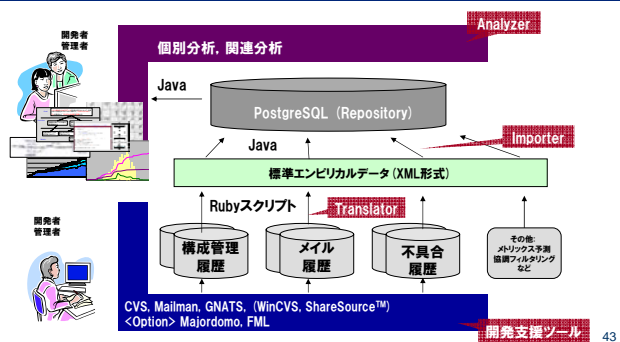 開発者
管理者
Analyzer
個別分析, 関連分析
Java
PostgreSQL (Repository)
Importer
Java
標準エンピリカルデータ(XML形式)
Rubyスクリプト
Translator
開発者
管理者
構成管理
履歴
メイル
履歴
不具合
履歴
その他:
メトリックス予測
協調フィルタリング
など
CVS, Mailman, GNATS, (WinCVS, ShareSource™)
<Option> Majordomo, FML
開発支援ツール
43